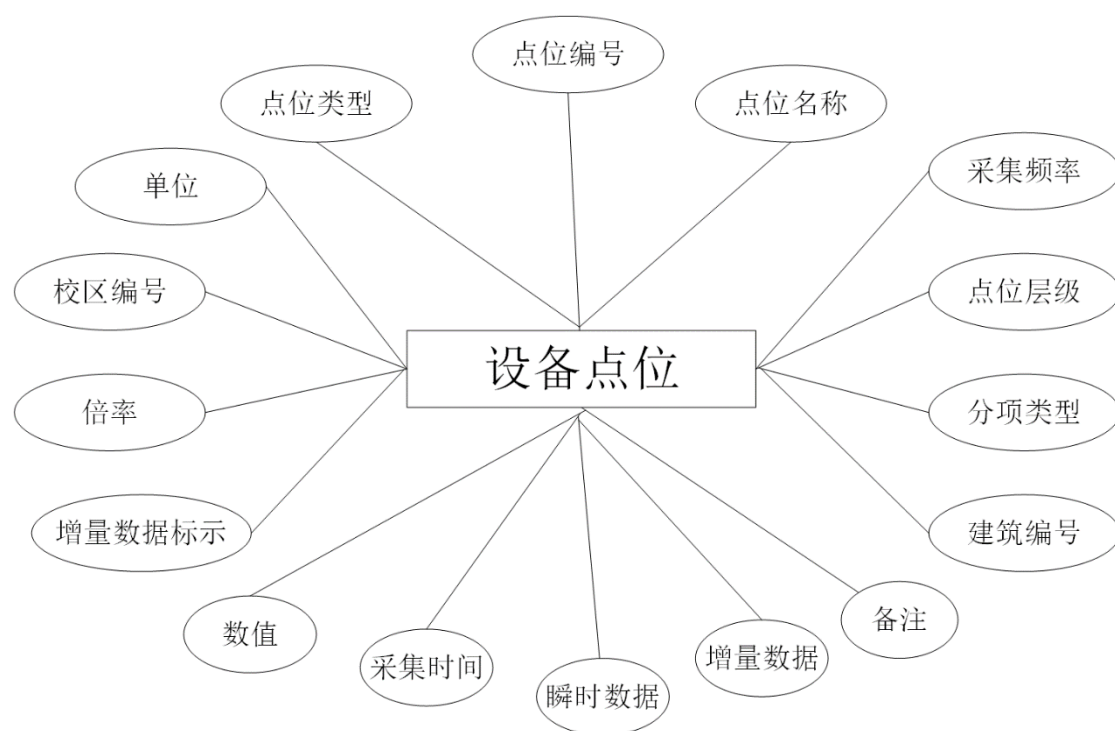 点位编号
点位类型
点位名称
采集频率
单位
校区编号
点位层级
设备点位
倍率
分项类型
增量数据标示
建筑编号
数值
备注
采集时间
增量数据
瞬时数据